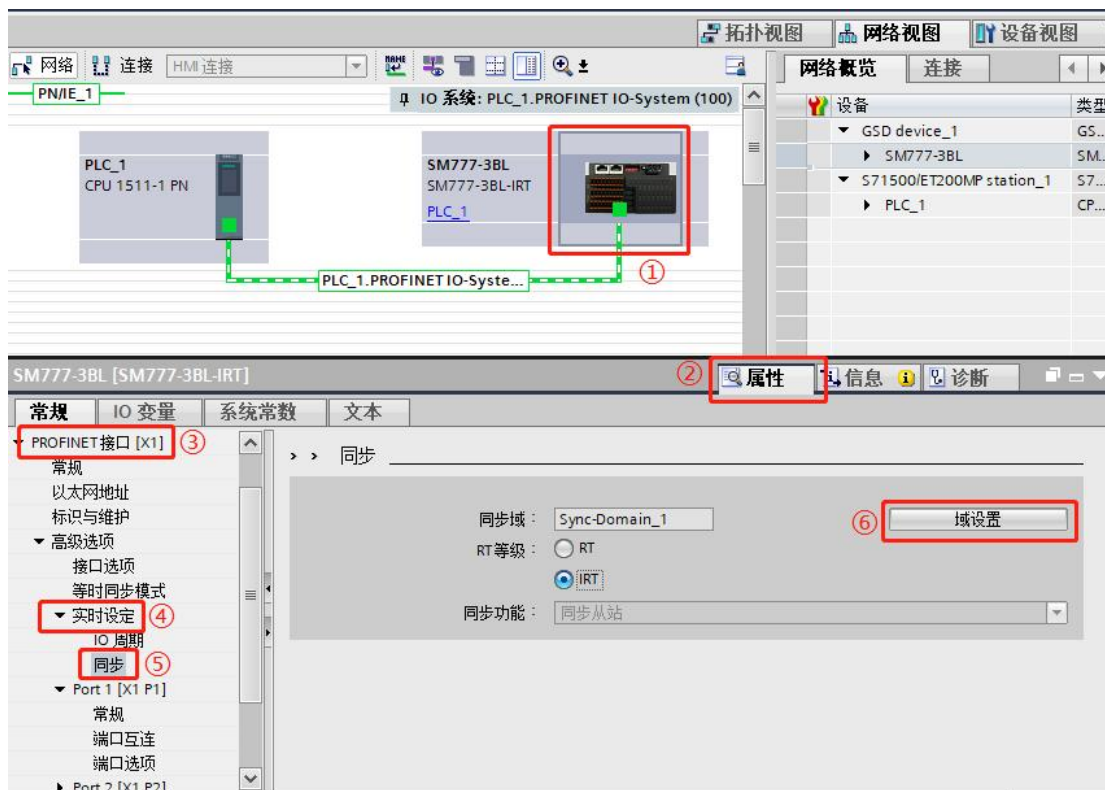 拓扑视图 网络视图 设备视图
网络 连接 HMI 连接 网络概览 连接
PN/IE_1 IO 系统: PLC_1.PROFINET IO-System (100)
设备 类型
GSD device_1 GS...
SM777-3BL SM...
S71500/ET200MP station_1 S7...
PLC_1 CP...
PLC_1
CPU 1511-1 PN
SM777-3BL
SM777-3BL-IRT
PLC_1
①
PLC_1.PROFINET IO-Syste...
SM777-3BL [SM777-3BL-IRT] ② 属性 信息 诊断
常规 IO 变量 系统常数 文本
PROFINET接口 [X1] ③
常规
以太网地址
标识与维护
高级选项
接口选项
等时同步模式
实时设定 ④
IO 周期
同步 ⑤
Port 1 [X1 P1]
常规
端口互连
端口选项
Port 2 [X1 P2]
> > 同步
同步域: Sync-Domain_1 ⑥ 域设置
RT等级: RT
IRT
同步功能: 同步从站